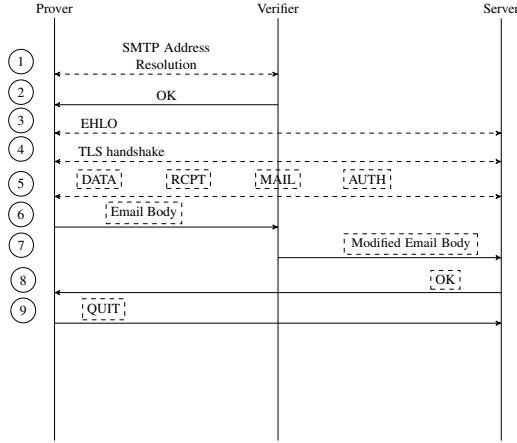 Prover Verifier Server
SMTP Address
Resolution
1
OK
2
EHLO
3
TLS handshake
4
DATA RCPT MAIL AUTH
5
Email Body
6
Modified Email Body
7
OK
8
QUIT
9